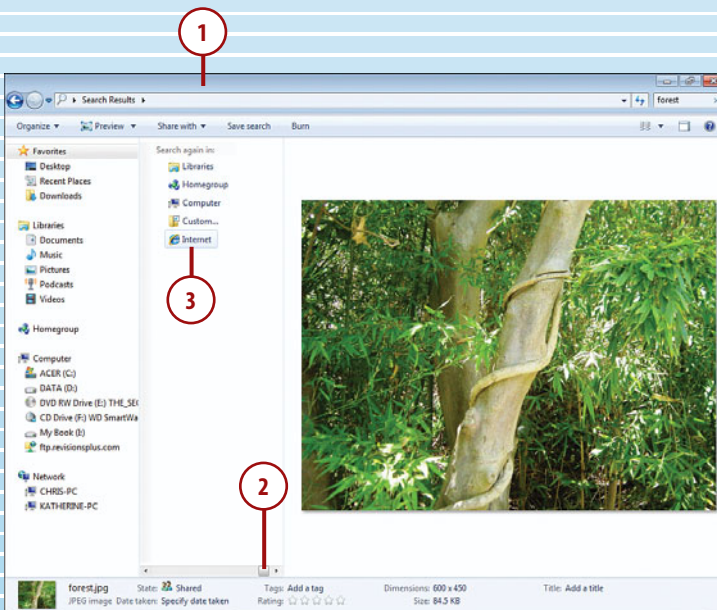 1
Search Results
forest
Organize
Preview
Share with
Save search
Burn
Favorites
Desktop
Recent Places
Downloads
Libraries
Documents
Music
Pictures
Podcasts
Videos
Homegroup
Computer
ACER (C:)
DATA (D:)
DVD RW Drive (E:) THE_SE
CD Drive (F:) WD SmartWa
My Book (I:)
ftp.revisionsplus.com
Network
CHRIS-PC
KATHERINE-PC
Search again in:
Libraries
Homegroup
Computer
Custom...
Internet
3
2
forest.jpg State: Shared Tags: Add a tag Dimensions: 600 x 450 Title: Add a title
JPEG image Date taken: Specify date taken Rating: Size: 84.5 KB